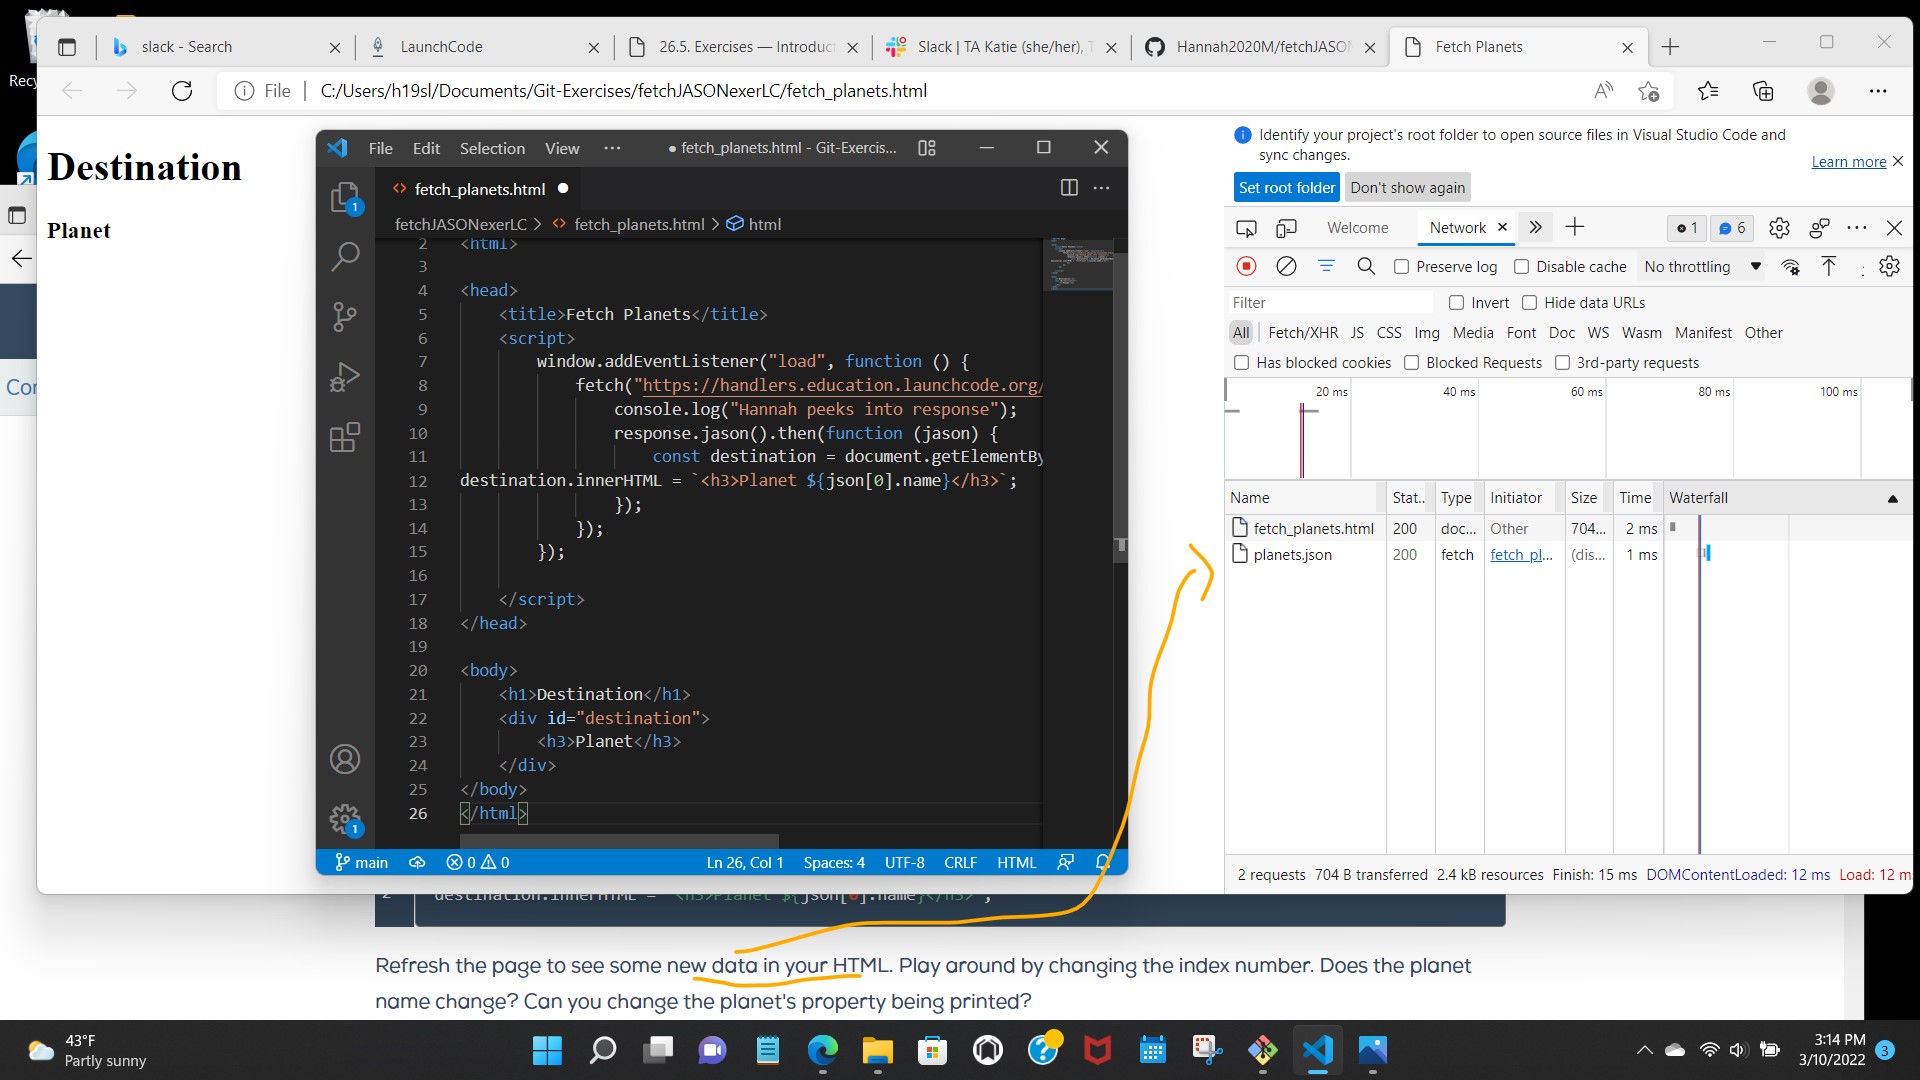 slack - Search
LaunchCode
26.5. Exercises — Introduc
Slack | TA Katie (she/her), T
Hannah2020M/fetchJASON
Fetch Planets
Recy
File
C:/Users/h19sl/Documents/Git-Exercises/fetchJASONexerLC/fetch_planets.html
Destination
Planet
Cor
File Edit Selection View ··· ● fetch_planets.html - Git-Exercis...
fetch_planets.html
fetchJASONexerLC > fetch_planets.html > html
1
2 <html>
3
4 <head>
5 <title>Fetch Planets</title>
6 <script>
7 window.addEventListener("load", function () {
8 fetch("https://handlers.education.launchcode.org/
9 console.log("Hannah peeks into response");
10 response.jason().then(function (jason) {
11 const destination = document.getElementBy
12 destination.innerHTML = `<h3>Planet ${json[0].name}</h3>`;
13 });
14 });
15 });
16
17 </script>
18 </head>
19
20 <body>
21 <h1>Destination</h1>
22 <div id="destination">
23 <h3>Planet</h3>
24 </div>
25 </body>
26 </html>
1
main 0 0 Ln 26, Col 1 Spaces: 4 UTF-8 CRLF HTML
Identify your project's root folder to open source files in Visual Studio Code and
sync changes.
Learn more
Set root folder Don't show again
Welcome Network 1 6
Preserve log Disable cache No throttling
Filter Invert Hide data URLs
All Fetch/XHR JS CSS Img Media Font Doc WS Wasm Manifest Other
Has blocked cookies Blocked Requests 3rd-party requests
20 ms 40 ms 60 ms 80 ms 100 ms
Name Stat.. Type Initiator Size Time Waterfall
fetch_planets.html 200 doc... Other 704... 2 ms
planets.json 200 fetch fetch_pl... (dis... 1 ms
2 requests 704 B transferred 2.4 kB resources Finish: 15 ms DOMContentLoaded: 12 ms Load: 12 m
2 destination.innerHTML = `<h3>Planet ${json[0].name}</h3>`;
Refresh the page to see some new data in your HTML. Play around by changing the index number. Does the planet
name change? Can you change the planet's property being printed?
43°F
Partly sunny
3:14 PM
3/10/2022
3